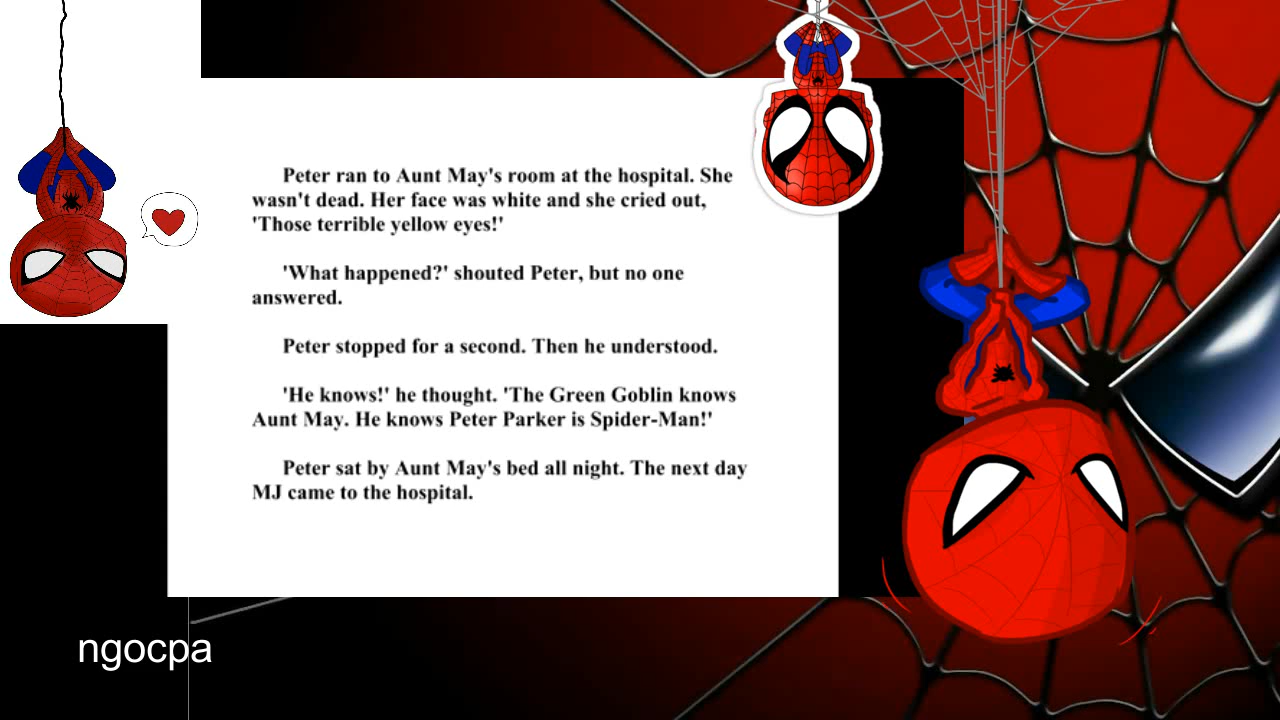 Peter ran to Aunt May's room at the hospital. She
wasn't dead. Her face was white and she cried out,
'Those terrible yellow eyes!'
'What happened?' shouted Peter, but no one
answered.
Peter stopped for a second. Then he understood.
'He knows!' he thought. 'The Green Goblin knows
Aunt May. He knows Peter Parker is Spider-Man!'
Peter sat by Aunt May's bed all night. The next day
MJ came to the hospital.
ngocpa